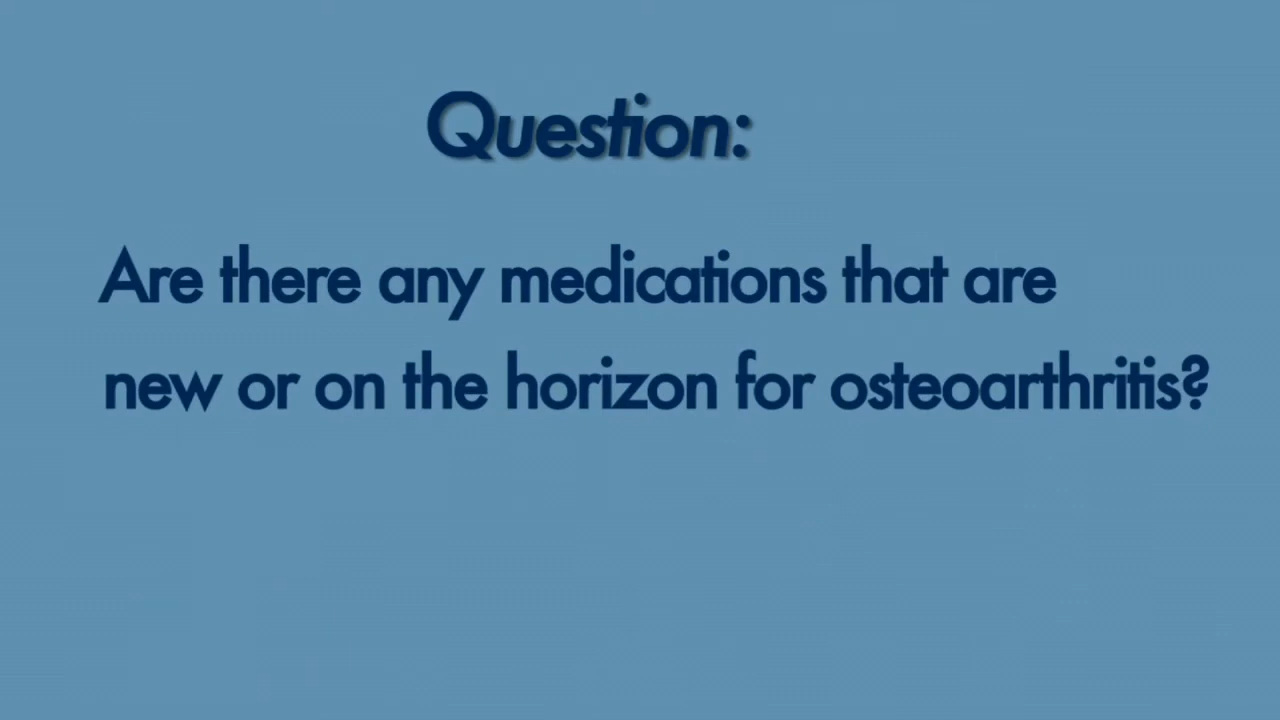 Question:
Are there any medications that are
new or on the horizon for osteoarthritis?